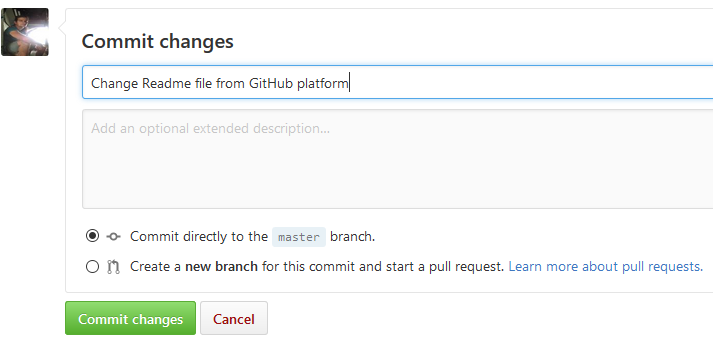 Commit changes
Change Readme file from GitHub platform
Add an optional extended description...
Commit directly to the master branch.
Create a new branch for this commit and start a pull request. Learn more about pull requests.
Commit changes
Cancel